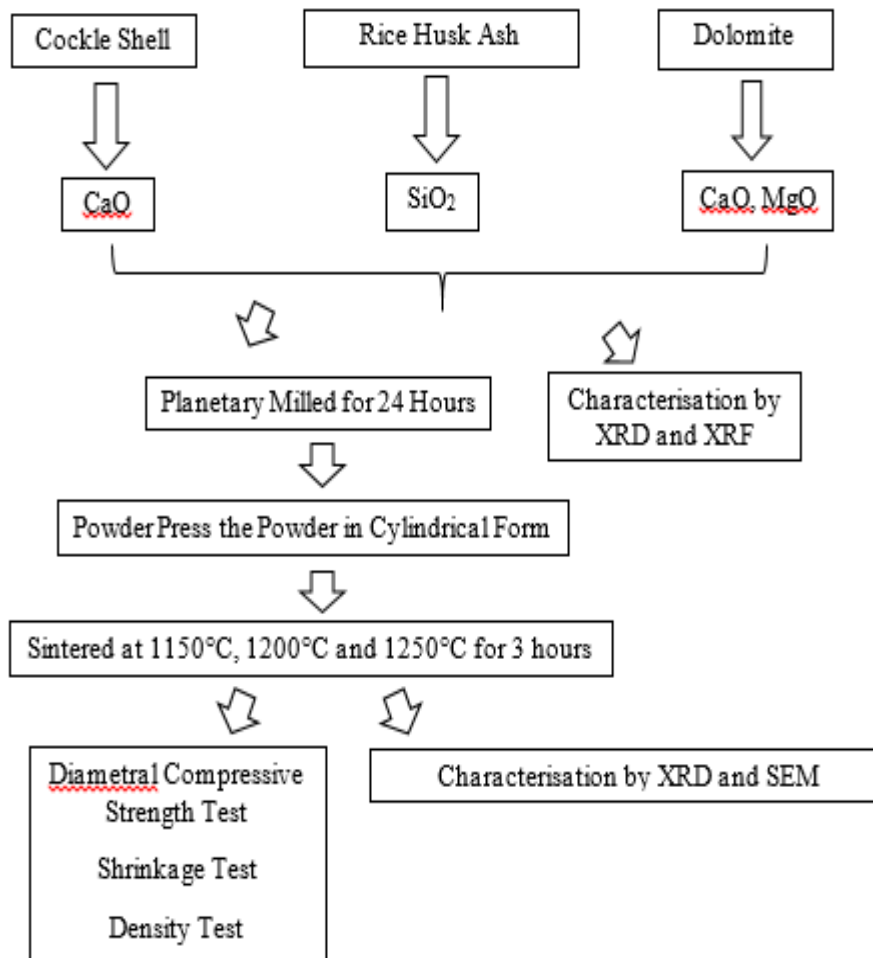 Cockle Shell
Rice Husk Ash
Dolomite
CaO
SiO₂
CaO, MgO
Planetary Milled for 24 Hours
Characterisation by
XRD and XRF
Powder Press the Powder in Cylindrical Form
Sintered at 1150°C, 1200°C and 1250°C for 3 hours
Diametral Compressive
Strength Test
Shrinkage Test
Density Test
Characterisation by XRD and SEM